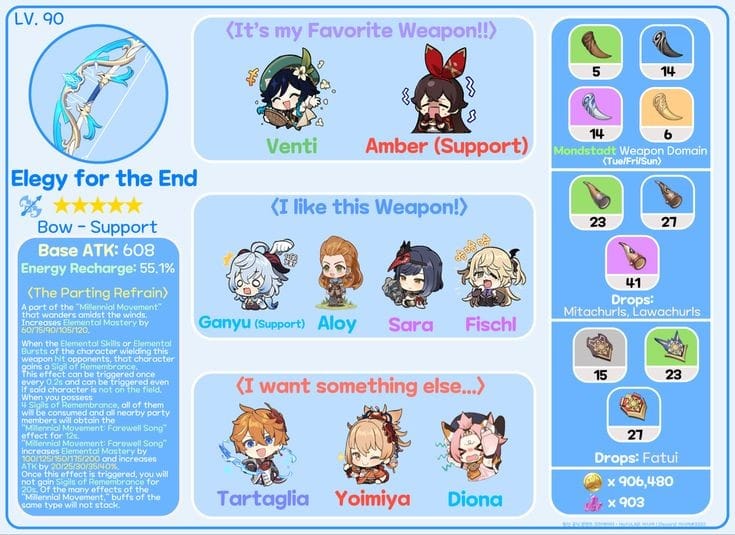 LV. 90
Elegy for the End
Bow - Support
Base ATK: 608
Energy Recharge: 55.1%
〈The Parting Refrain〉
A part of the "Millennial Movement"
that wanders amidst the winds.
Increases Elemental Mastery by
60/75/90/105/120.
When the Elemental Skills or Elemental
Bursts of the character wielding this
weapon hit opponents, that character
gains a Sigil of Remembrance.
This effect can be triggered once
every 0.2s and can be triggered even
if said character is not on the field.
When you possess
4 Sigils of Remembrance, all of them
will be consumed and all nearby party
members will obtain the
"Millennial Movement: Farewell Song"
effect for 12s.
"Millennial Movement: Farewell Song"
increases Elemental Mastery by
100/125/150/175/200 and increases
ATK by 20/25/30/35/40%.
Once this effect is triggered, you will
not gain Sigils of Remembrance for
20s. Of the many effects of the
"Millennial Movement," buffs of the
same type will not stack.
〈It's my Favorite Weapon!!〉
Venti
Amber (Support)
〈I like this Weapon!〉
Ganyu (Support)
Aloy
Sara
Fischl
〈I want something else...〉
Tartaglia
Yoimiya
Diona
5
14
14
6
Mondstadt Weapon Domain
(Tue/Fri/Sun)
23
27
41
Drops:
Mitachurls, Lawachurls
15
23
27
Drops: Fatui
x 906,480
x 903